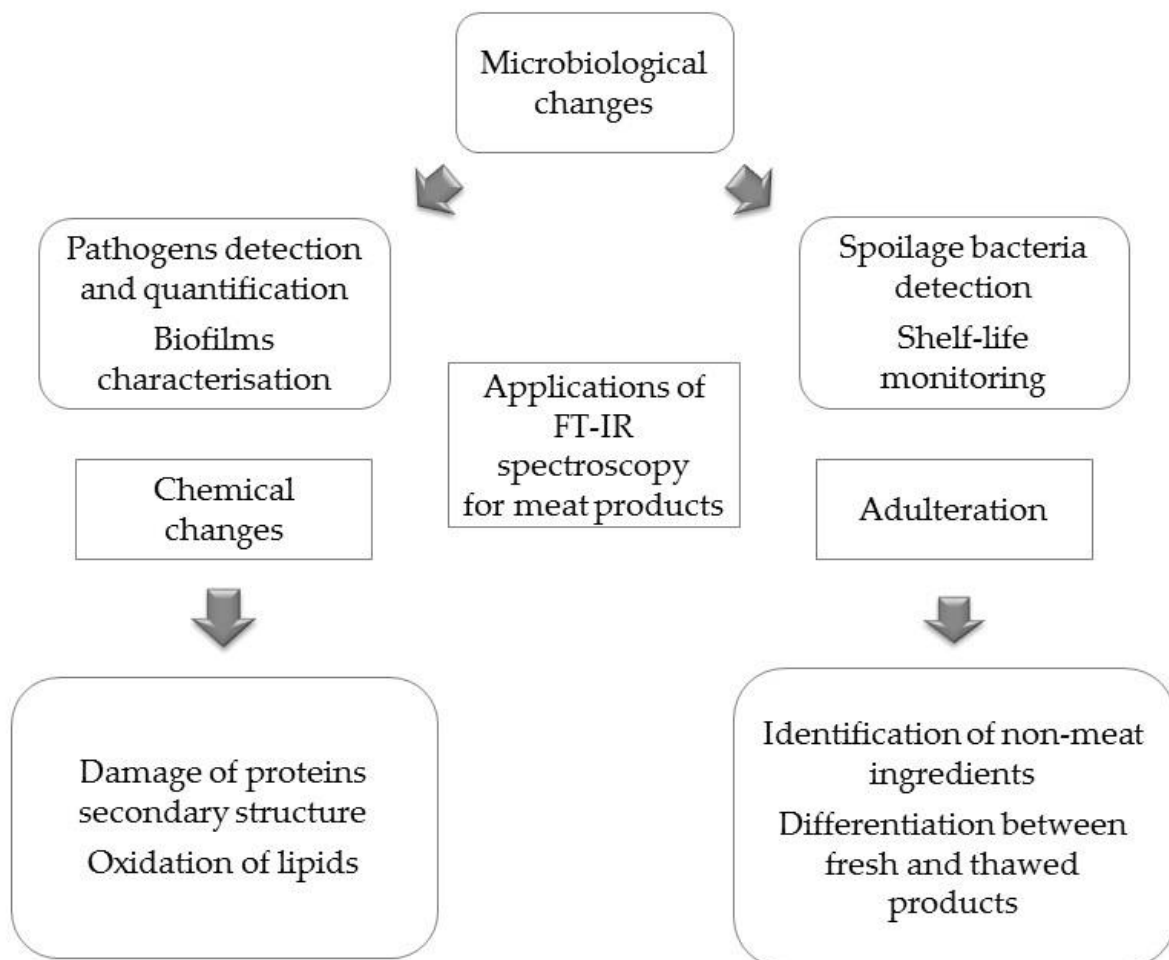 Microbiological
changes
Pathogens detection
and quantification
Biofilms
characterisation
Spoilage bacteria
detection
Shelf-life
monitoring
Applications of
FT-IR
spectroscopy
for meat products
Chemical
changes
Adulteration
Damage of proteins
secondary structure
Oxidation of lipids
Identification of non-meat
ingredients
Differentiation between
fresh and thawed
products